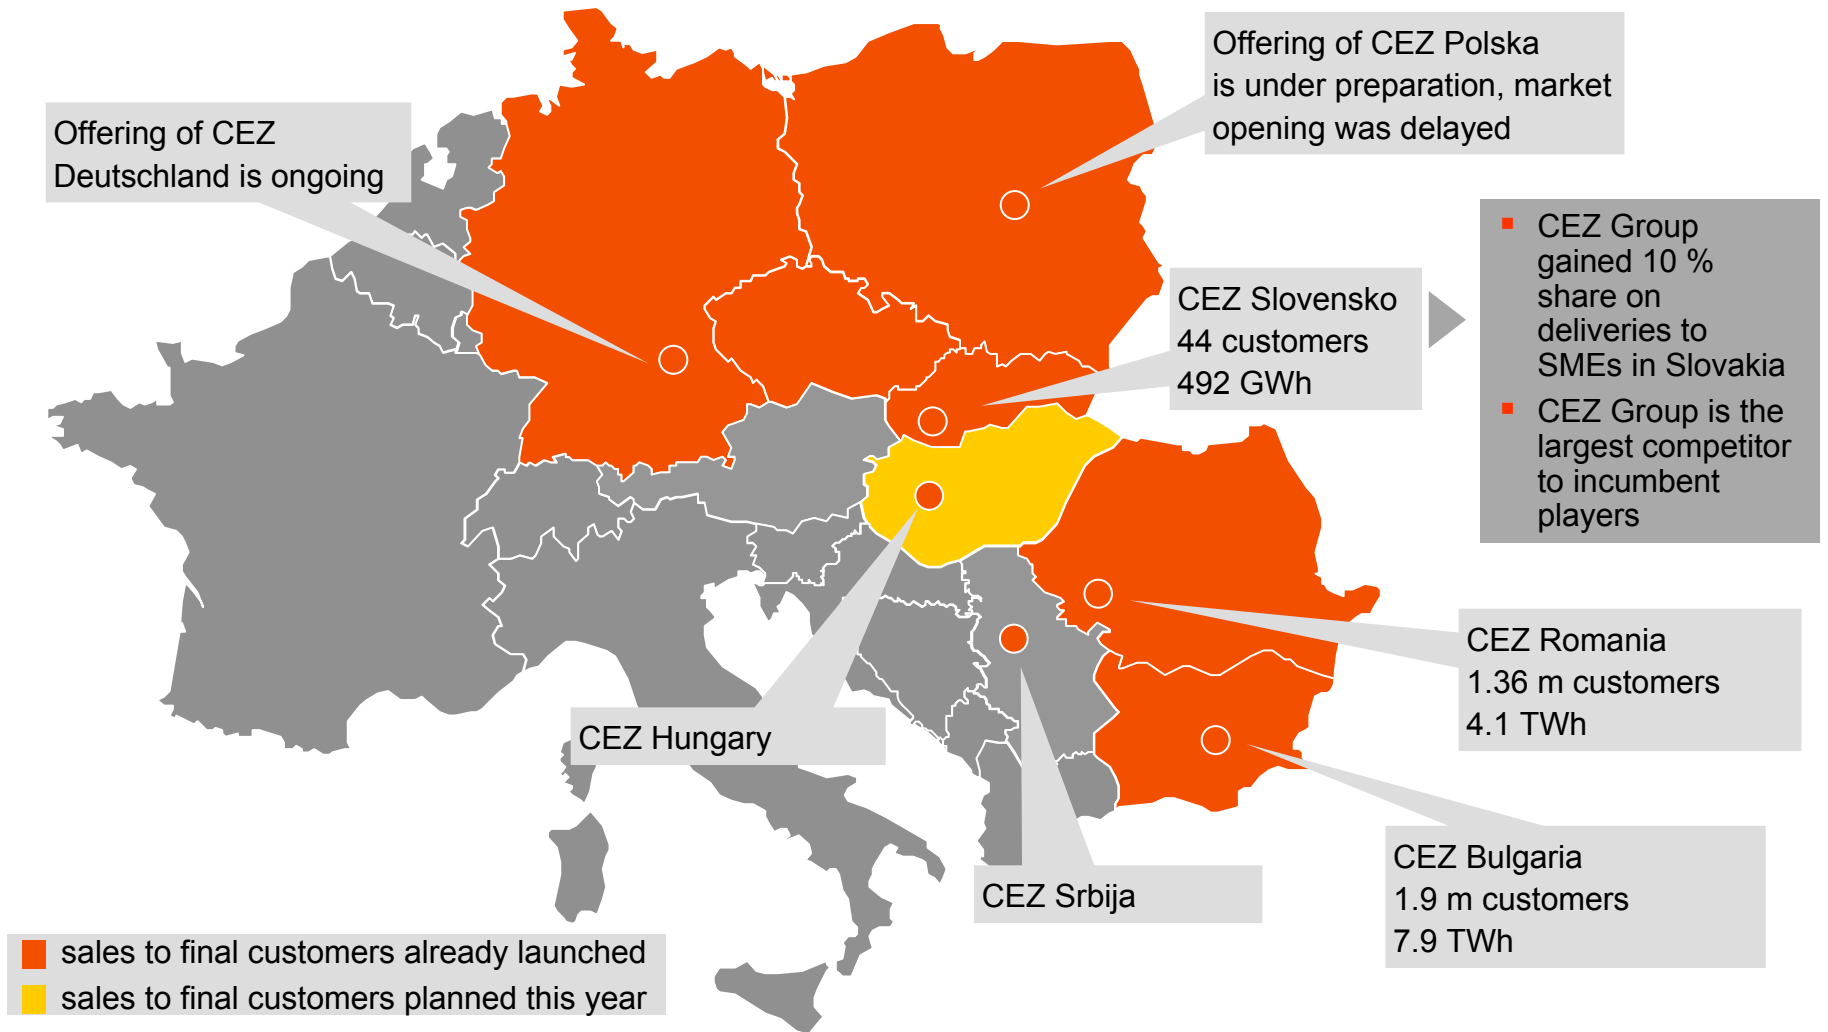 Offering of CEZ Polska
is under preparation, market
opening was delayed
Offering of CEZ
Deutschland is ongoing
CEZ Slovensko
44 customers
492 GWh
▪ CEZ Group
gained 10 %
share on
deliveries to
SMEs in Slovakia
▪ CEZ Group is the
largest competitor
to incumbent
players
CEZ Romania
1.36 m customers
4.1 TWh
CEZ Hungary
CEZ Bulgaria
1.9 m customers
7.9 TWh
CEZ Srbija
sales to final customers already launched
sales to final customers planned this year